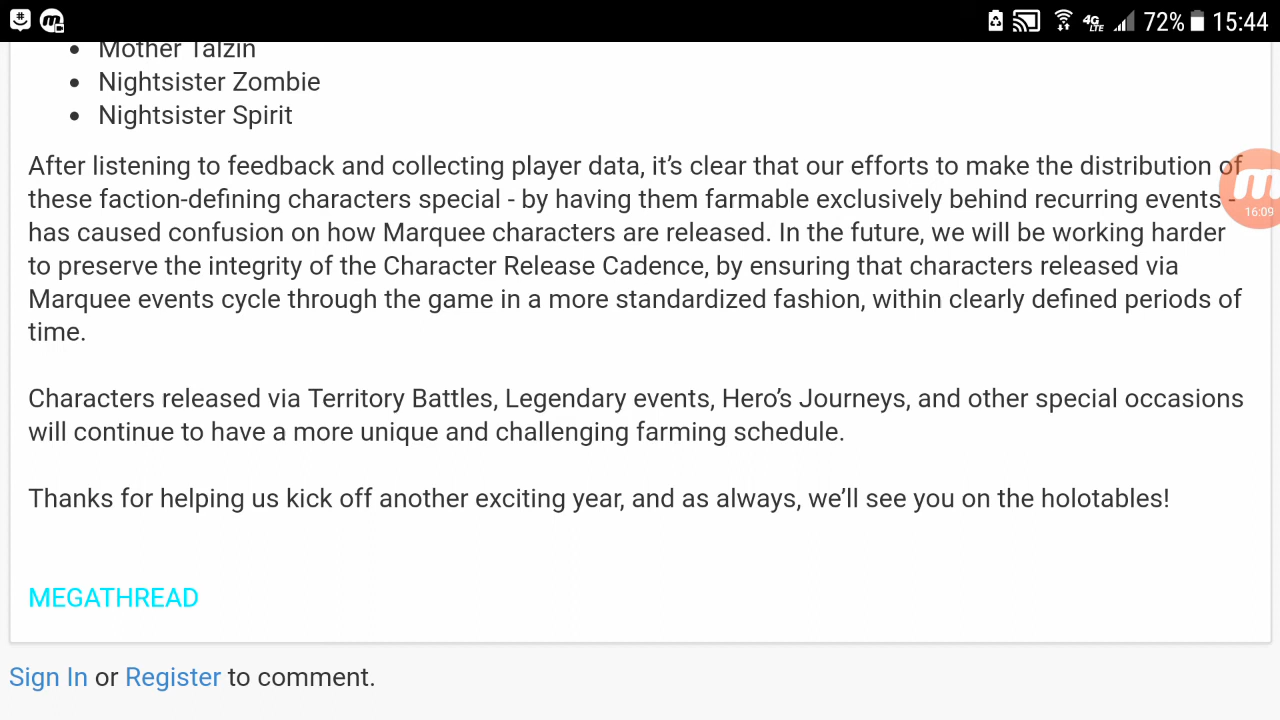 72% 15:44
Mother Talzin
Nightsister Zombie
Nightsister Spirit
After listening to feedback and collecting player data, it's clear that our efforts to make the distribution of
these faction-defining characters special - by having them farmable exclusively behind recurring events -
has caused confusion on how Marquee characters are released. In the future, we will be working harder
to preserve the integrity of the Character Release Cadence, by ensuring that characters released via
Marquee events cycle through the game in a more standardized fashion, within clearly defined periods of
time.
Characters released via Territory Battles, Legendary events, Hero's Journeys, and other special occasions
will continue to have a more unique and challenging farming schedule.
Thanks for helping us kick off another exciting year, and as always, we'll see you on the holotables!
MEGATHREAD
Sign In or Register to comment.
4G LTE
m
16:09